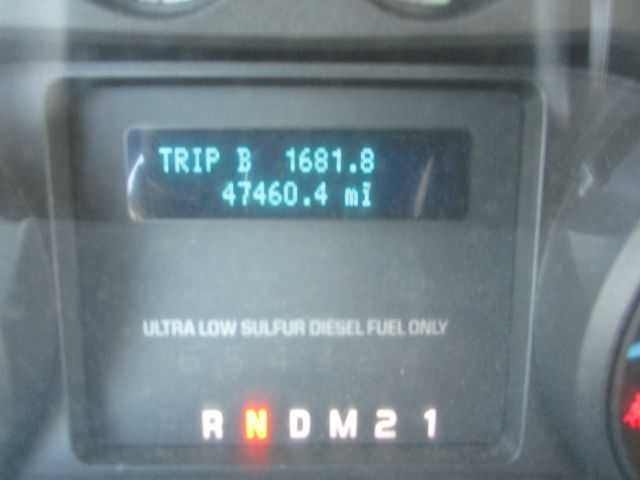 TRIP B 1681.8
47460.4 mi
ULTRA LOW SULFUR DIESEL FUEL ONLY
R N D M 2 1